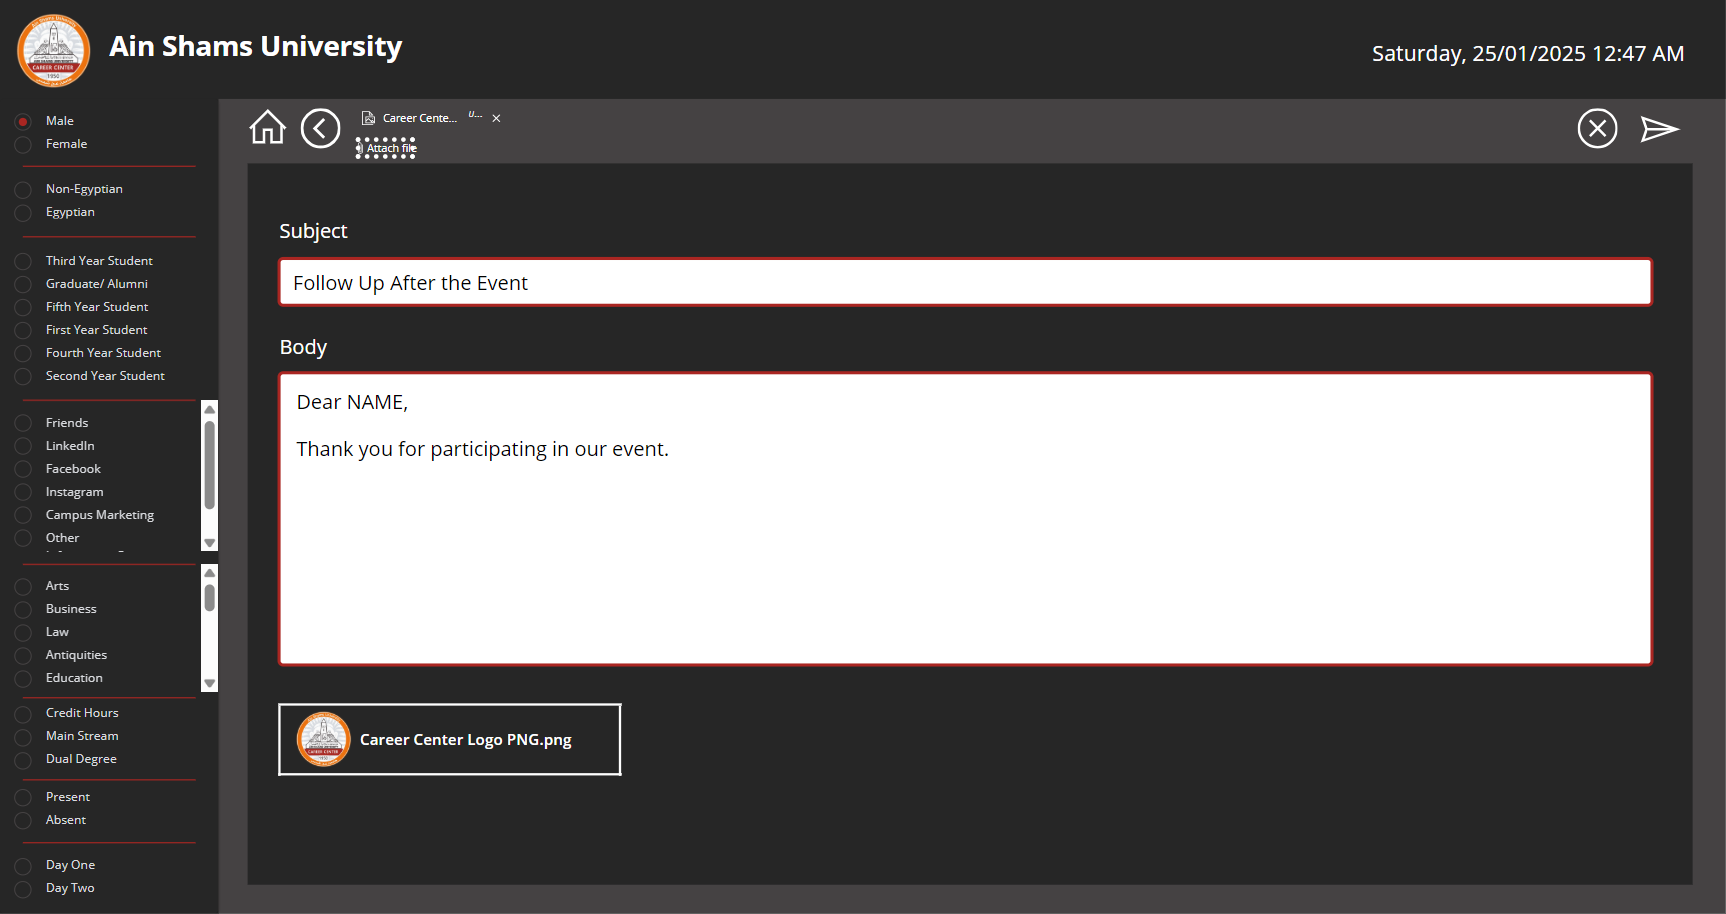 Ain Shams University
Saturday, 25/01/2025 12:47 AM
CAREER CENTER
1950
Male
Female
Non-Egyptian
Egyptian
Third Year Student
Graduate/ Alumni
Fifth Year Student
First Year Student
Fourth Year Student
Second Year Student
Friends
LinkedIn
Facebook
Instagram
Campus Marketing
Other
Arts
Business
Law
Antiquities
Education
Credit Hours
Main Stream
Dual Degree
Present
Absent
Day One
Day Two
Career Cente... U...
Attach file
Subject
Follow Up After the Event
Body
Dear NAME,
Thank you for participating in our event.
Career Center Logo PNG.png